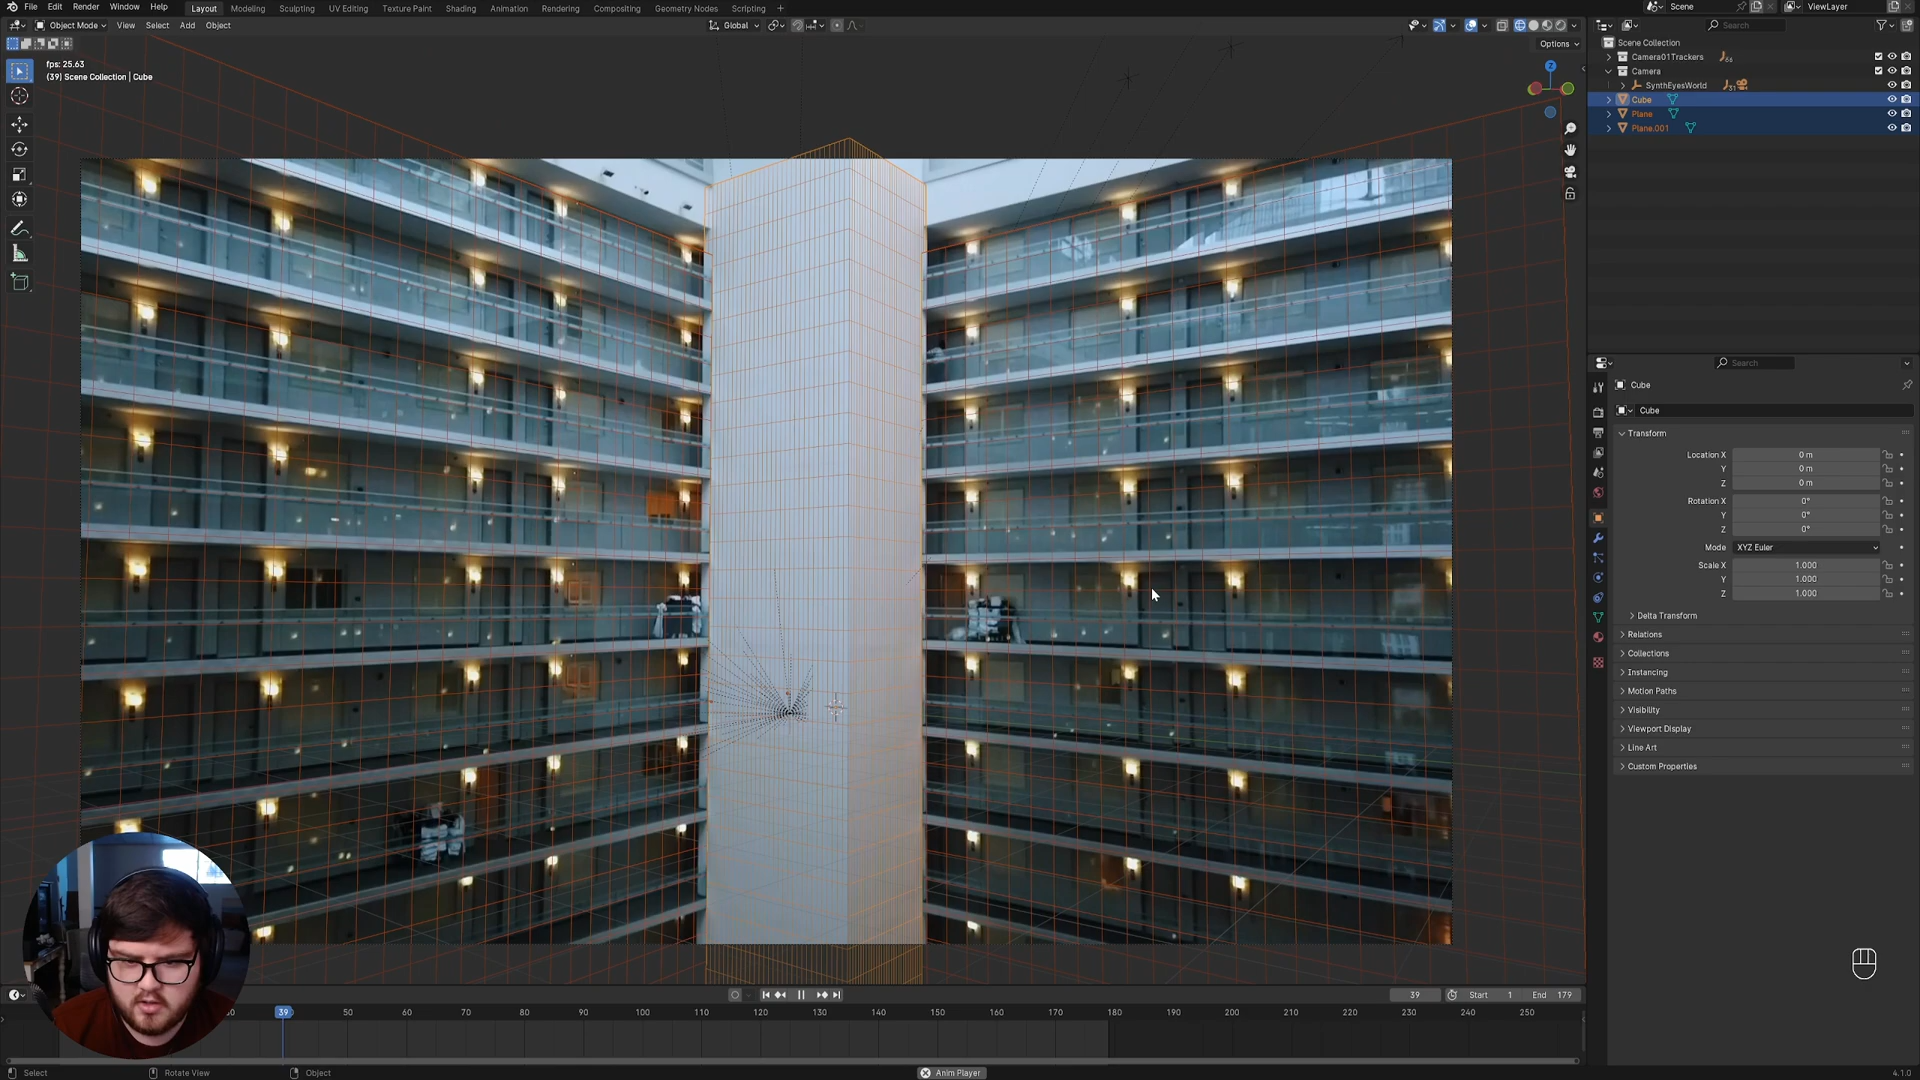 File Edit Render Window Help Layout Modeling Sculpting UV Editing Texture Paint Shading Animation Rendering Compositing Geometry Nodes Scripting + Scene ViewLayer
Object Mode View Select Add Object Global Search
Options
fps: 25.63
(39) Scene Collection | Cube
Z
Scene Collection
Camera01Trackers
Camera
SynthEyesWorld
Cube
Plane
Plane.001
Search
Cube
Cube
Transform
Location X 0 m
Y 0 m
Z 0 m
Rotation X 0°
Y 0°
Z 0°
Mode XYZ Euler
Scale X 1.000
Y 1.000
Z 1.000
Delta Transform
Relations
Collections
Instancing
Motion Paths
Visibility
Viewport Display
Line Art
Custom Properties
39 Start 1 End 179
39 50 60 70 80 90 100 110 120 130 140 150 160 170 180 190 200 210 220 230 240 250
Select Rotate View Object Anim Player 4.1.0